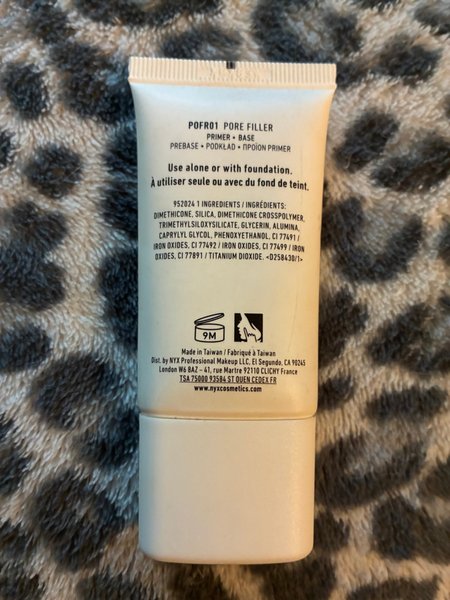 POFR01 PORE FILLER
PRIMER • BASE
PREBASE • PODKŁAD • ΠΡΟΪΟΝ PRIMER
Use alone or with foundation.
À utiliser seule ou avec du fond de teint.
952024 1 INGREDIENTS / INGRÉDIENTS:
DIMETHICONE, SILICA, DIMETHICONE CROSSPOLYMER,
TRIMETHYLSILOXYSILICATE, GLYCERIN, ALUMINA,
CAPRYLYL GLYCOL, PHENOXYETHANOL, CI 77491 /
IRON OXIDES, CI 77492 / IRON OXIDES, CI 77499 / IRON
OXIDES, CI 77891 / TITANIUM DIOXIDE. <D258430/1>
9M
Made in Taiwan / Fabriqué à Taiwan
Dist. by NYX Professional Makeup LLC, El Segundo, CA 90245
London W6 8AZ - 41, rue Martre 92110 CLICHY France
TSA 75000 93584 ST OUEN CEDEX FR
www.nyxcosmetics.com